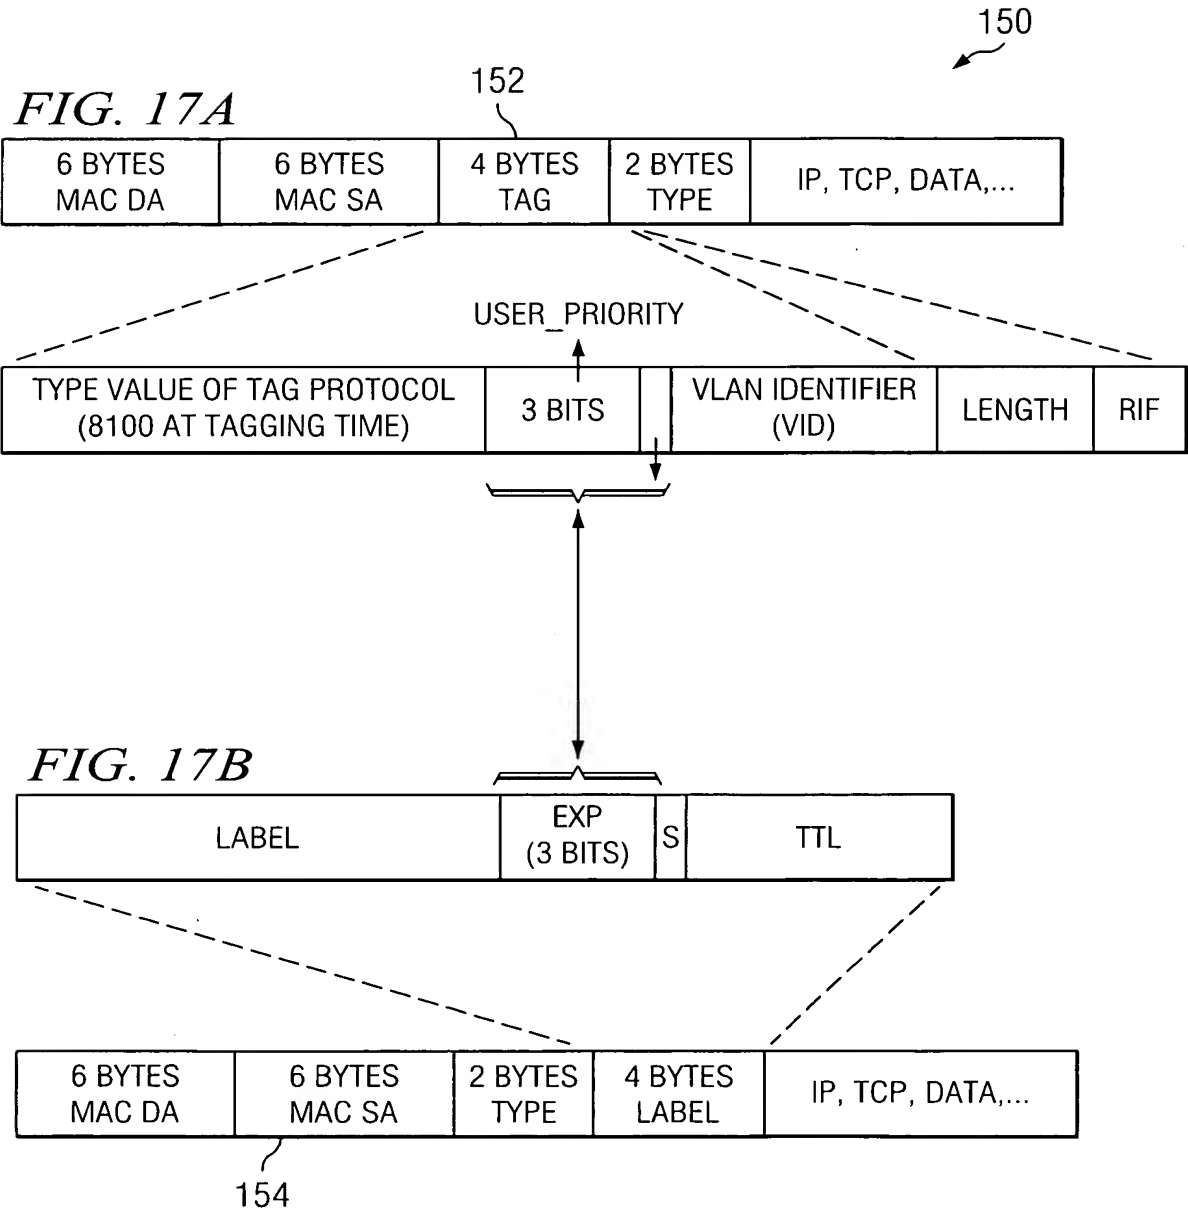 150
152
FIG. 17A
6 BYTES
MAC DA
6 BYTES
MAC SA
4 BYTES
TAG
2 BYTES
TYPE
IP, TCP, DATA,...
USER_PRIORITY
TYPE VALUE OF TAG PROTOCOL
(8100 AT TAGGING TIME)
3 BITS
VLAN IDENTIFIER
(VID)
LENGTH
RIF
FIG. 17B
LABEL
EXP
(3 BITS)
S
TTL
6 BYTES
MAC DA
6 BYTES
MAC SA
2 BYTES
TYPE
4 BYTES
LABEL
IP, TCP, DATA,...
154